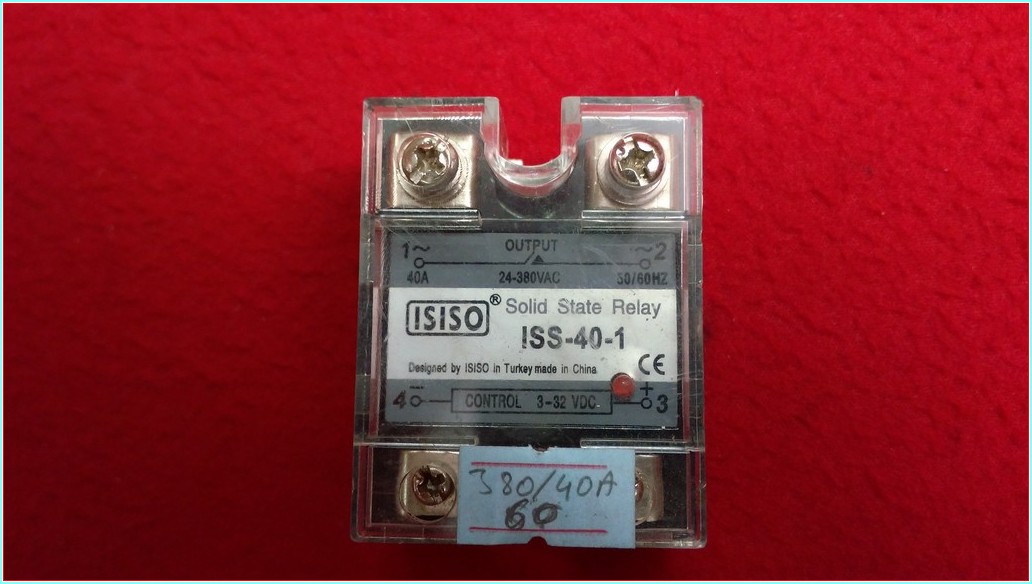 OUTPUT
1~ ~2
40A 24-380VAC 50/60HZ
ISISO® Solid State Relay
ISS-40-1
Designed by ISISO in Turkey made in China CE
4 CONTROL 3-32 VDC + 3
380/40A
60